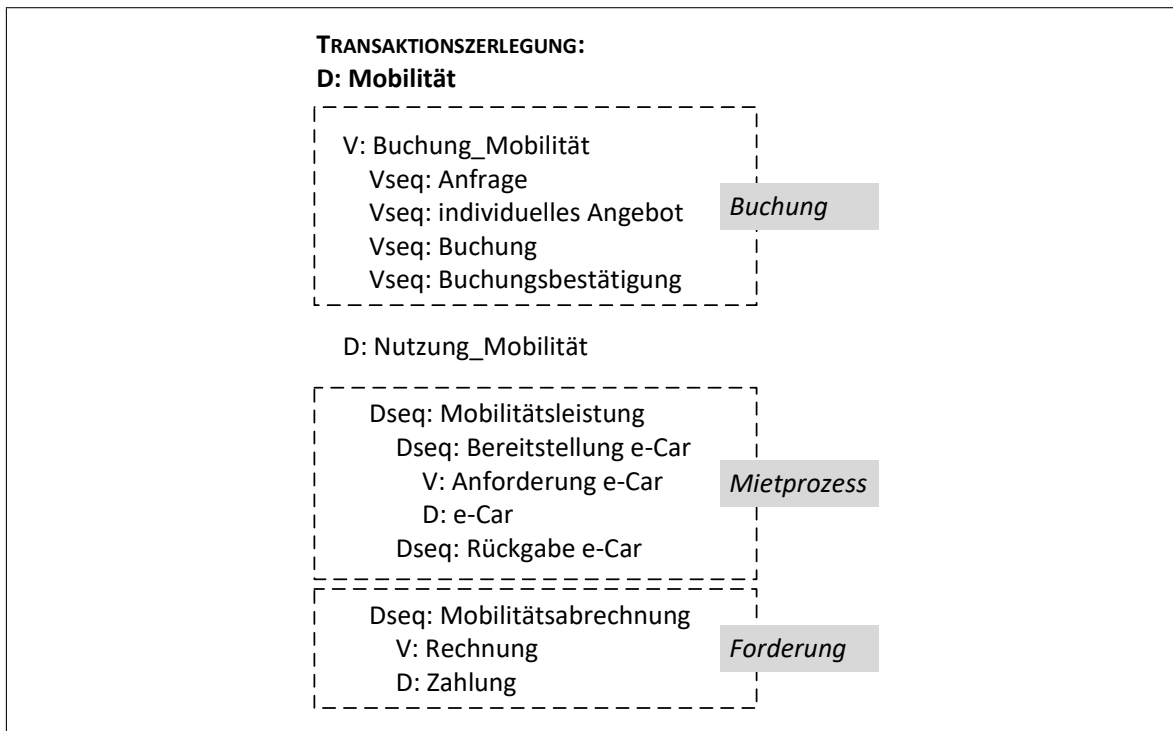 TRANSAKTIONSZERLEGUNG:
D: Mobilität
V: Buchung_Mobilität
Vseq: Anfrage
Vseq: individuelles Angebot
Buchung
Vseq: Buchung
Vseq: Buchungsbestätigung
D: Nutzung_Mobilität
Dseq: Mobilitätsleistung
Dseq: Bereitstellung e-Car
V: Anforderung e-Car
Mietprozess
D: e-Car
Dseq: Rückgabe e-Car
Dseq: Mobilitätsabrechnung
V: Rechnung
Forderung
D: Zahlung